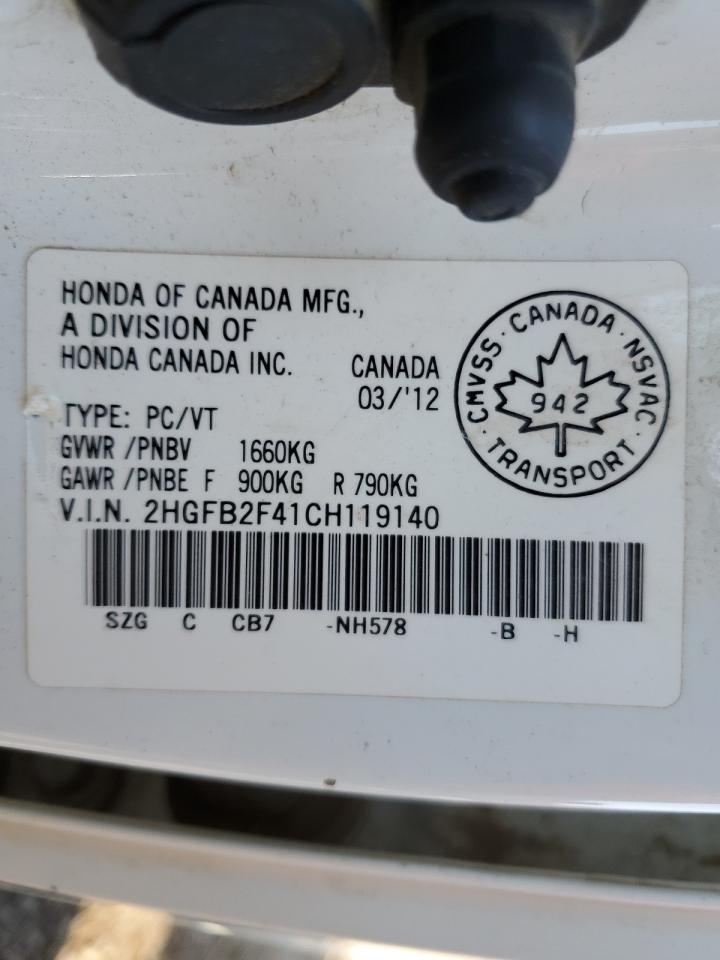 HONDA OF CANADA MFG.,
A DIVISION OF
HONDA CANADA INC.
CANADA
03/'12
TYPE: PC/VT
GVWR /PNBV 1660KG
GAWR /PNBE F 900KG R 790KG
V.I.N. 2HGFB2F41CH119140
SZG C CB7 -NH578 -B -H
CMVSS · CANADA · NSVAC
942
· TRANSPORT ·